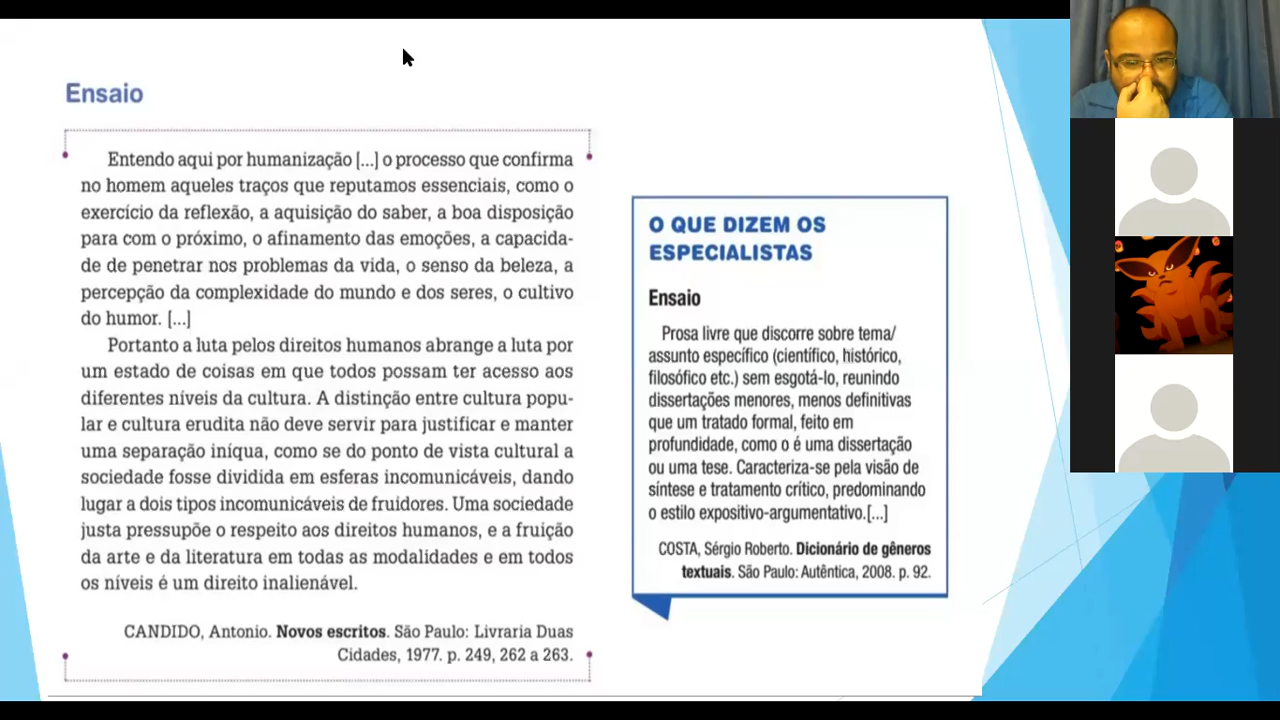 Ensaio
Entendo aqui por humanização [...] o processo que confirma
no homem aqueles traços que reputamos essenciais, como o
exercício da reflexão, a aquisição do saber, a boa disposição
para com o próximo, o afinamento das emoções, a capacida-
de de penetrar nos problemas da vida, o senso da beleza, a
percepção da complexidade do mundo e dos seres, o cultivo
do humor. [...]
Portanto a luta pelos direitos humanos abrange a luta por
um estado de coisas em que todos possam ter acesso aos
diferentes níveis da cultura. A distinção entre cultura popu-
lar e cultura erudita não deve servir para justificar e manter
uma separação iníqua, como se do ponto de vista cultural a
sociedade fosse dividida em esferas incomunicáveis, dando
lugar a dois tipos incomunicáveis de fruidores. Uma sociedade
justa pressupõe o respeito aos direitos humanos, e a fruição
da arte e da literatura em todas as modalidades e em todos
os níveis é um direito inalienável.
CANDIDO, Antonio. Novos escritos. São Paulo: Livraria Duas
Cidades, 1977. p. 249, 262 a 263.
O QUE DIZEM OS
ESPECIALISTAS
Ensaio
Prosa livre que discorre sobre tema/
assunto específico (científico, histórico,
filosófico etc.) sem esgotá-lo, reunindo
dissertações menores, menos definitivas
que um tratado formal, feito em
profundidade, como o é uma dissertação
ou uma tese. Caracteriza-se pela visão de
síntese e tratamento crítico, predominando
o estilo expositivo-argumentativo.[...]
COSTA, Sérgio Roberto. Dicionário de gêneros
textuais. São Paulo: Autêntica, 2008. p. 92.